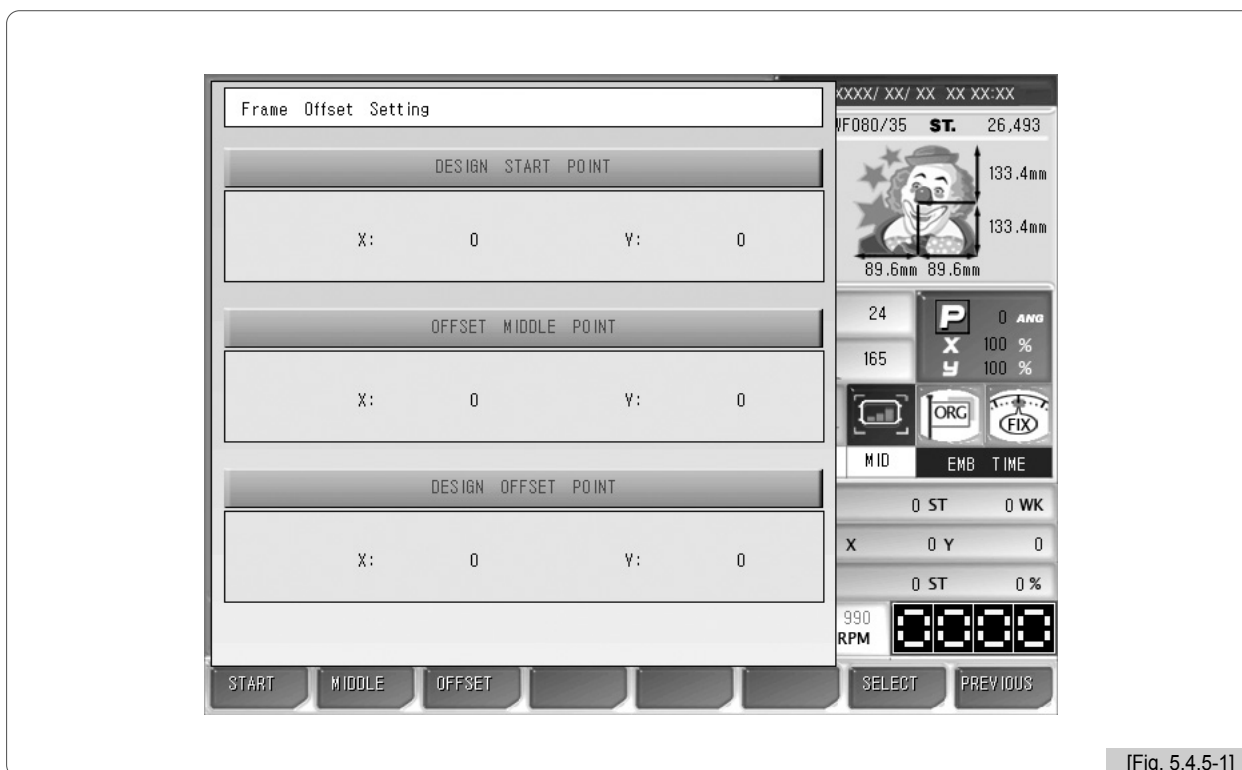 XXXX/ XX/ XX XX XX:XX
Frame Offset Setting
WF080/35 ST. 26,493
DESIGN START POINT
133.4mm
X: 0 Y: 0
133.4mm
89.6mm 89.6mm
OFFSET MIDDLE POINT
24
P 0 ANG
X 100 %
165
Y 100 %
X: 0 Y: 0
ORG
FIX
MID EMB TIME
DESIGN OFFSET POINT
0 ST 0 WK
X 0 Y 0
X: 0 Y: 0
0 ST 0 %
990
RPM 0000
START MIDDLE OFFSET SELECT PREVIOUS
[Fig. 5.4.5-1]